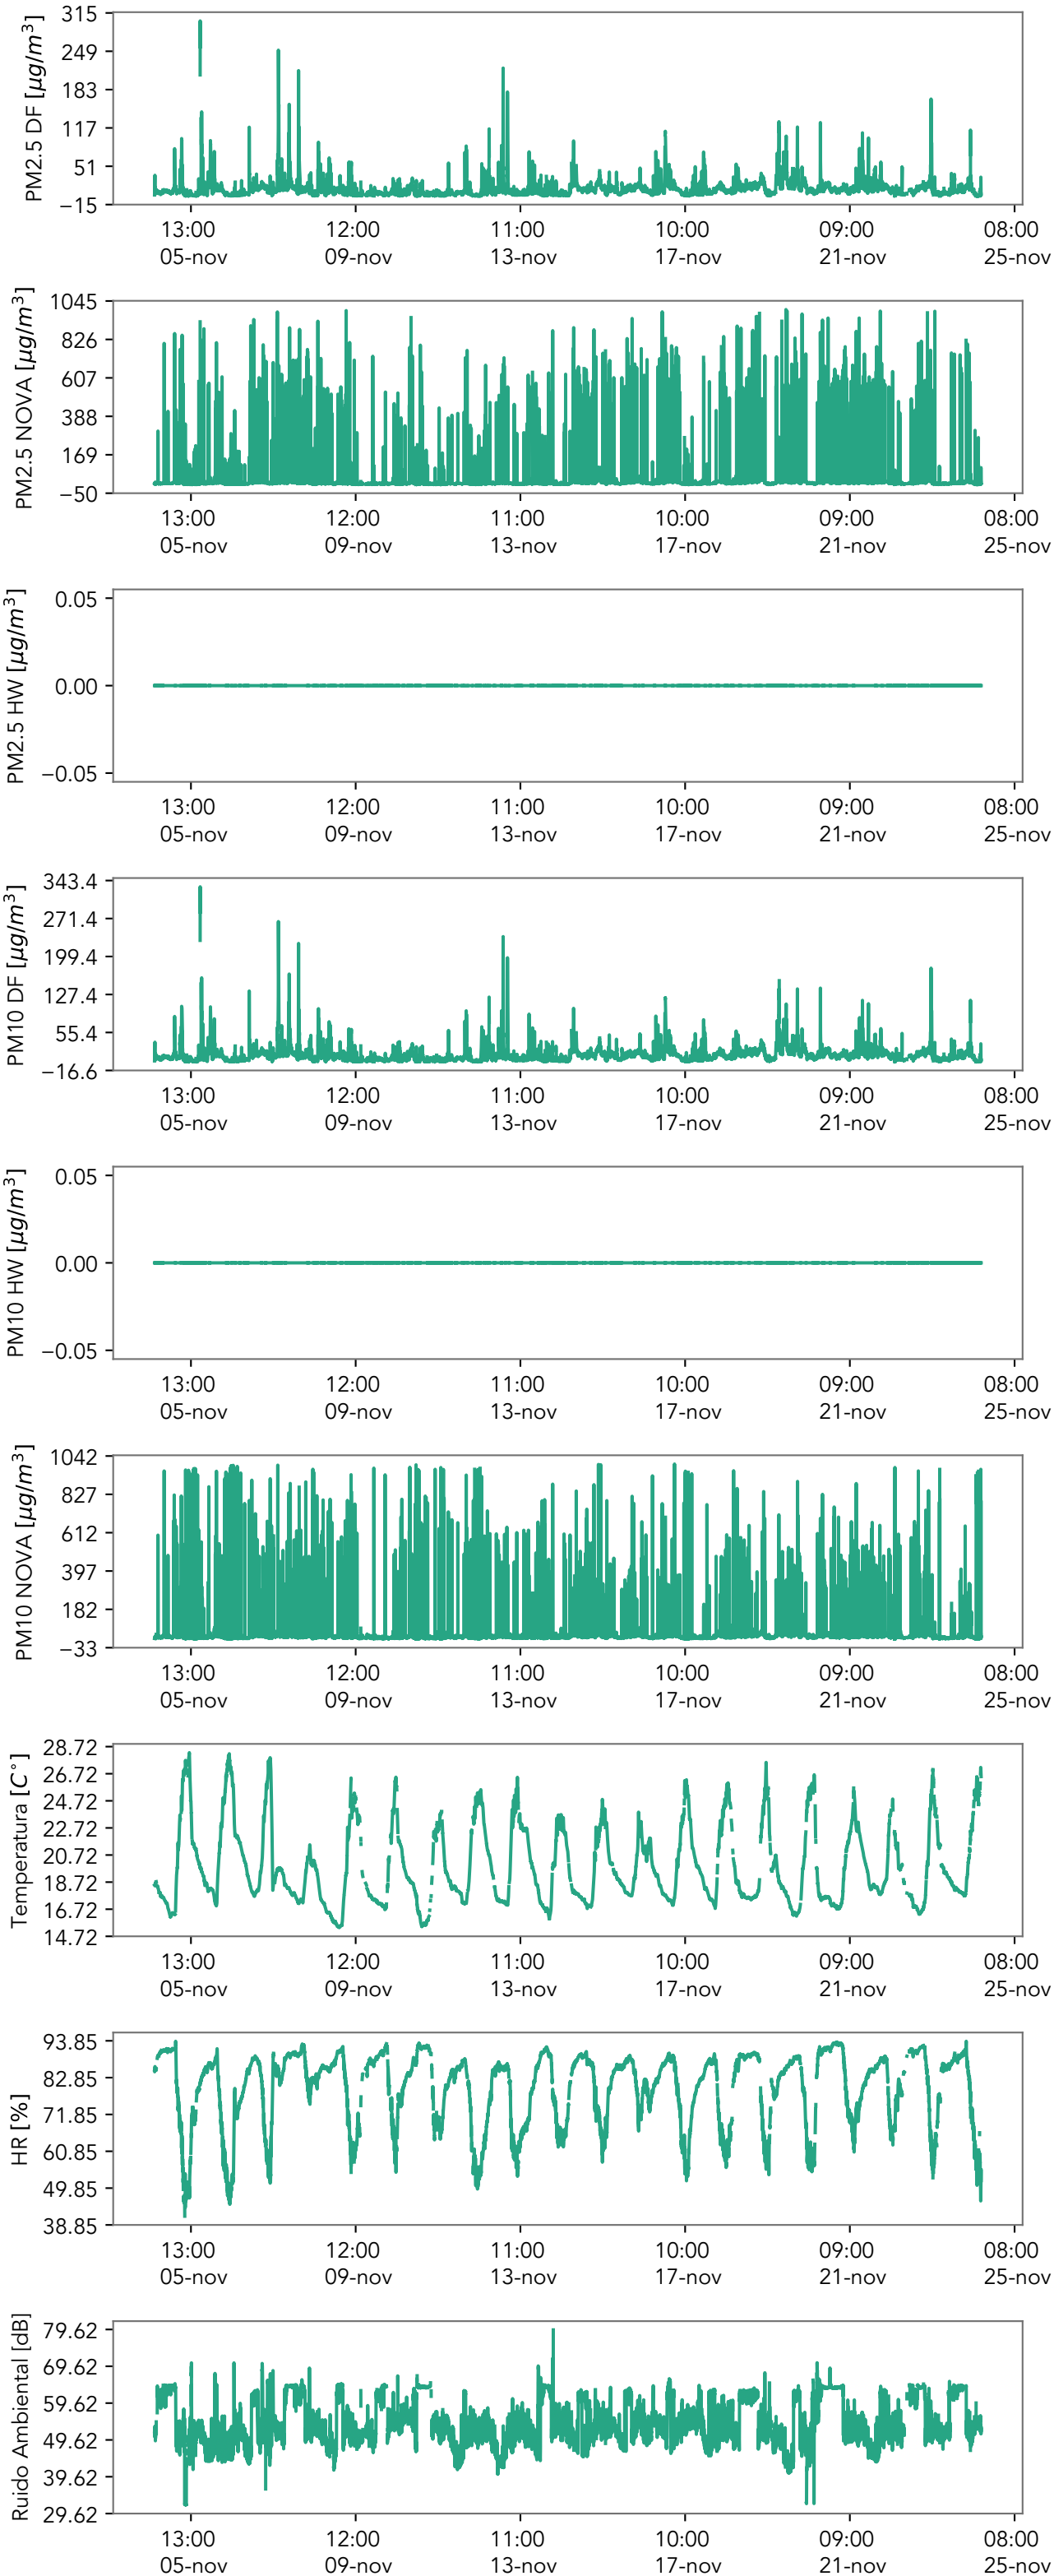 PM2.5 DF [μg/m³]
315
249
183
117
51
−15
13:00 12:00 11:00 10:00 09:00 08:00
05-nov 09-nov 13-nov 17-nov 21-nov 25-nov
PM2.5 NOVA [μg/m³]
1045
826
607
388
169
−50
13:00 12:00 11:00 10:00 09:00 08:00
05-nov 09-nov 13-nov 17-nov 21-nov 25-nov
PM2.5 HW [μg/m³]
0.05
0.00
−0.05
13:00 12:00 11:00 10:00 09:00 08:00
05-nov 09-nov 13-nov 17-nov 21-nov 25-nov
PM10 DF [μg/m³]
343.4
271.4
199.4
127.4
55.4
−16.6
13:00 12:00 11:00 10:00 09:00 08:00
05-nov 09-nov 13-nov 17-nov 21-nov 25-nov
PM10 HW [μg/m³]
0.05
0.00
−0.05
13:00 12:00 11:00 10:00 09:00 08:00
05-nov 09-nov 13-nov 17-nov 21-nov 25-nov
PM10 NOVA [μg/m³]
1042
827
612
397
182
−33
13:00 12:00 11:00 10:00 09:00 08:00
05-nov 09-nov 13-nov 17-nov 21-nov 25-nov
Temperatura [C°]
28.72
26.72
24.72
22.72
20.72
18.72
16.72
14.72
13:00 12:00 11:00 10:00 09:00 08:00
05-nov 09-nov 13-nov 17-nov 21-nov 25-nov
HR [%]
93.85
82.85
71.85
60.85
49.85
38.85
13:00 12:00 11:00 10:00 09:00 08:00
05-nov 09-nov 13-nov 17-nov 21-nov 25-nov
Ruido Ambiental [dB]
79.62
69.62
59.62
49.62
39.62
29.62
13:00 12:00 11:00 10:00 09:00 08:00
05-nov 09-nov 13-nov 17-nov 21-nov 25-nov